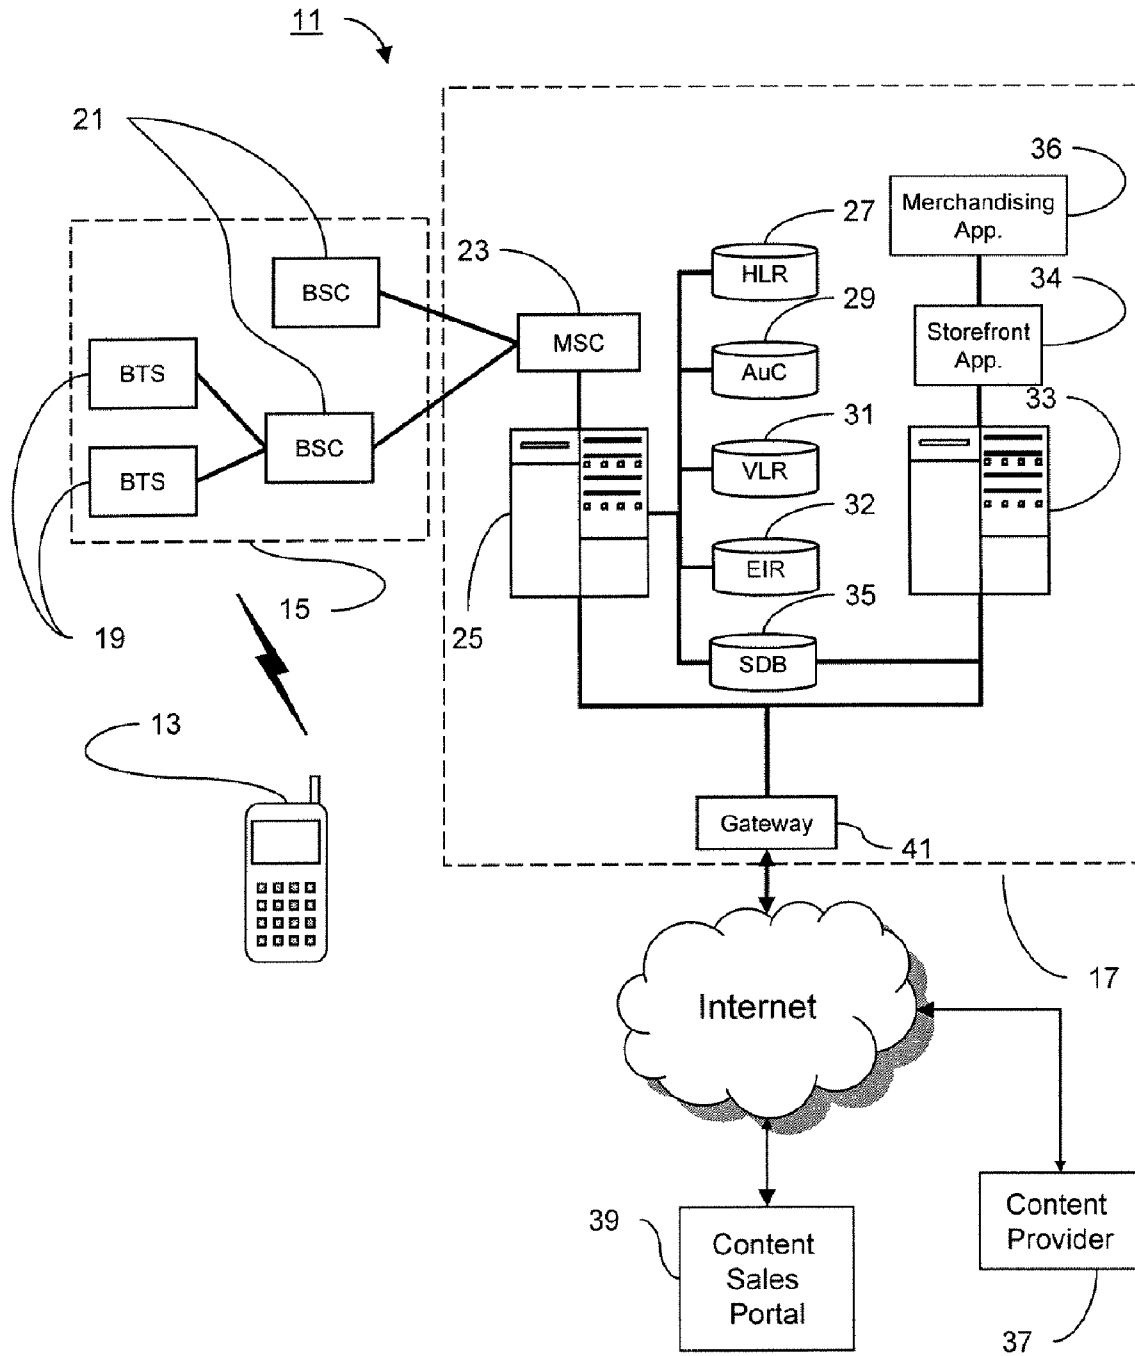 11
21
36
Merchandising
App.
27
23
HLR
34
BSC
29
Storefront
App.
MSC
BTS
AuC
33
31
BSC
VLR
BTS
32
EIR
15
35
19
25
SDB
13
Gateway
41
17
Internet
39
Content
Provider
Content
Sales
Portal
37